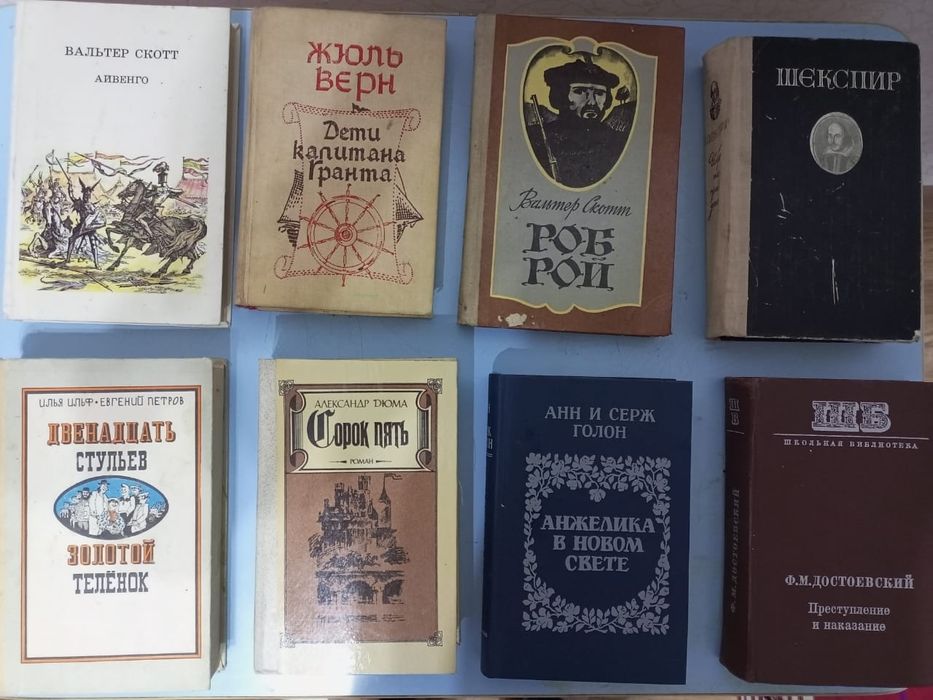 ВАЛЬТЕР СКОТТ
АЙВЕНГО
ЖЮЛЬ
ВЕРН
Дети
капитана
Гранта
Вальтер Скотт
РОБ
РОЙ
ШЕКСПИР
ИЛЬЯ ИЛЬФ • ЕВГЕНИЙ ПЕТРОВ
ДВЕНАДЦАТЬ
СТУЛЬЕВ
ЗОЛОТОЙ
ТЕЛЁНОК
АЛЕКСАНДР ДЮМА
Сорок пять
РОМАН
АНН И СЕРЖ
ГОЛОН
АНЖЕЛИКА
В НОВОМ
СВЕТЕ
ШБ
ШКОЛЬНАЯ БИБЛИОТЕКА
Ф.М.ДОСТОЕВСКИЙ
Преступление
и наказание
ШБ
Ф.М.ДОСТОЕВСКИЙ